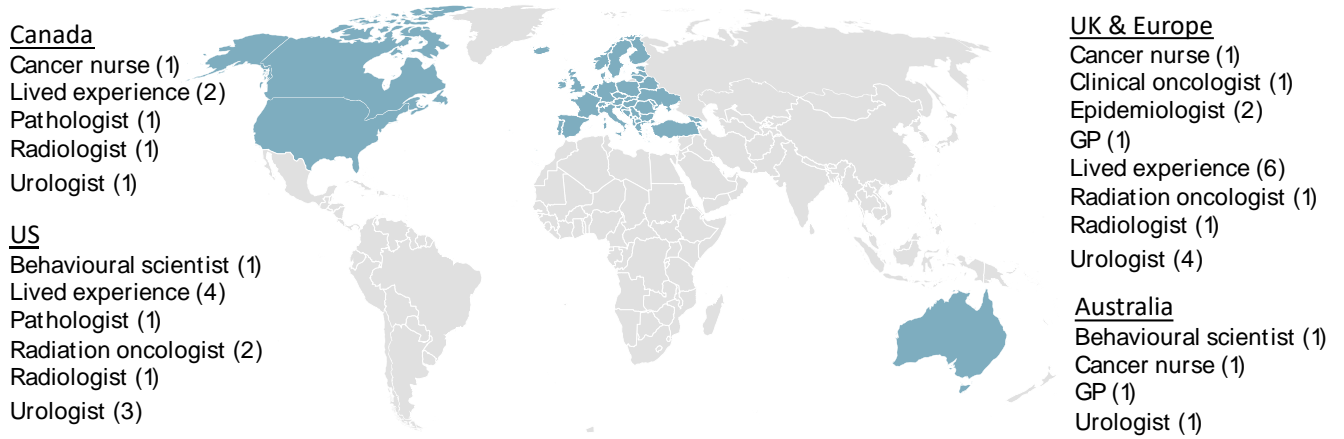 Canada
Cancer nurse (1)
Lived experience (2)
Pathologist (1)
Radiologist (1)
Urologist (1)
US
Behavioural scientist (1)
Lived experience (4)
Pathologist (1)
Radiation oncologist (2)
Radiologist (1)
Urologist (3)
UK & Europe
Cancer nurse (1)
Clinical oncologist (1)
Epidemiologist (2)
GP (1)
Lived experience (6)
Radiation oncologist (1)
Radiologist (1)
Urologist (4)
Australia
Behavioural scientist (1)
Cancer nurse (1)
GP (1)
Urologist (1)